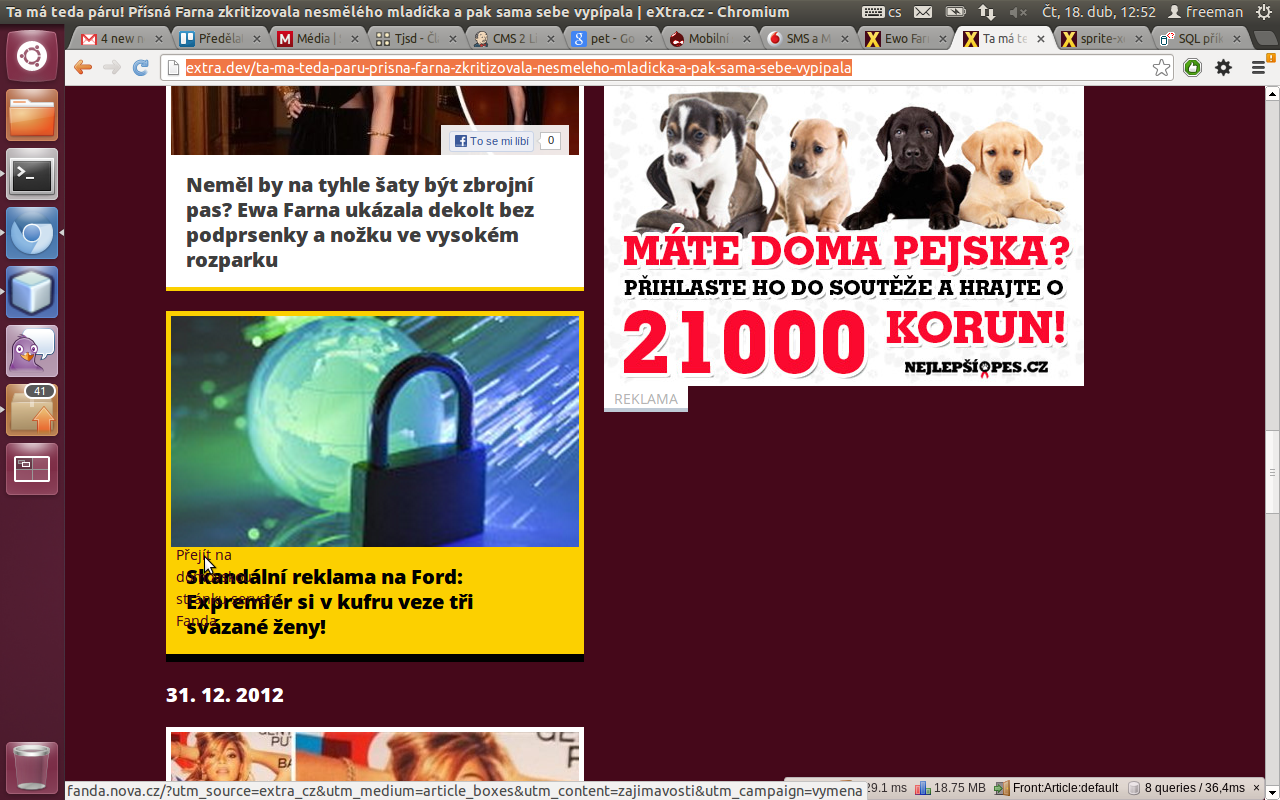 Ta má teda páru! Přísná Farna zkritizovala nesmělého mladíčka a pak sama sebe vypípala | eXtra.cz - Chromium
cs
Čt, 18. dub, 12:52
freeman
4 new n
Předěla
Média |
Tjsd - Čl
CMS 2 L
pet - Go
Mobilní
SMS a M
Ewo Far
Ta má te
sprite-x
SQL přík
extra.dev/ta-ma-teda-paru-prisna-farna-zkritizovala-nesmeleho-mladicka-a-pak-sama-sebe-vypipala
To se mi líbí
0
Neměl by na tyhle šaty být zbrojní
pas? Ewa Farna ukázala dekolt bez
podprsenky a nožku ve vysokém
rozparku
MÁTE DOMA PEJSKA?
PŘIHLASTE HO DO SOUTĚŽE A HRAJTE O
21000 KORUN!
NEJLEPŠÍPES.CZ
REKLAMA
41
Přejít na
Skandální reklama na Ford:
Expremiér si v kufru veze tři
svázané ženy!
Fanda
31. 12. 2012
fanda.nova.cz/?utm_source=extra_cz&utm_medium=article_boxes&utm_content=zajimavosti&utm_campaign=vymena
29.1 ms
18.75 MB
Front:Article:default
8 queries / 36,4ms